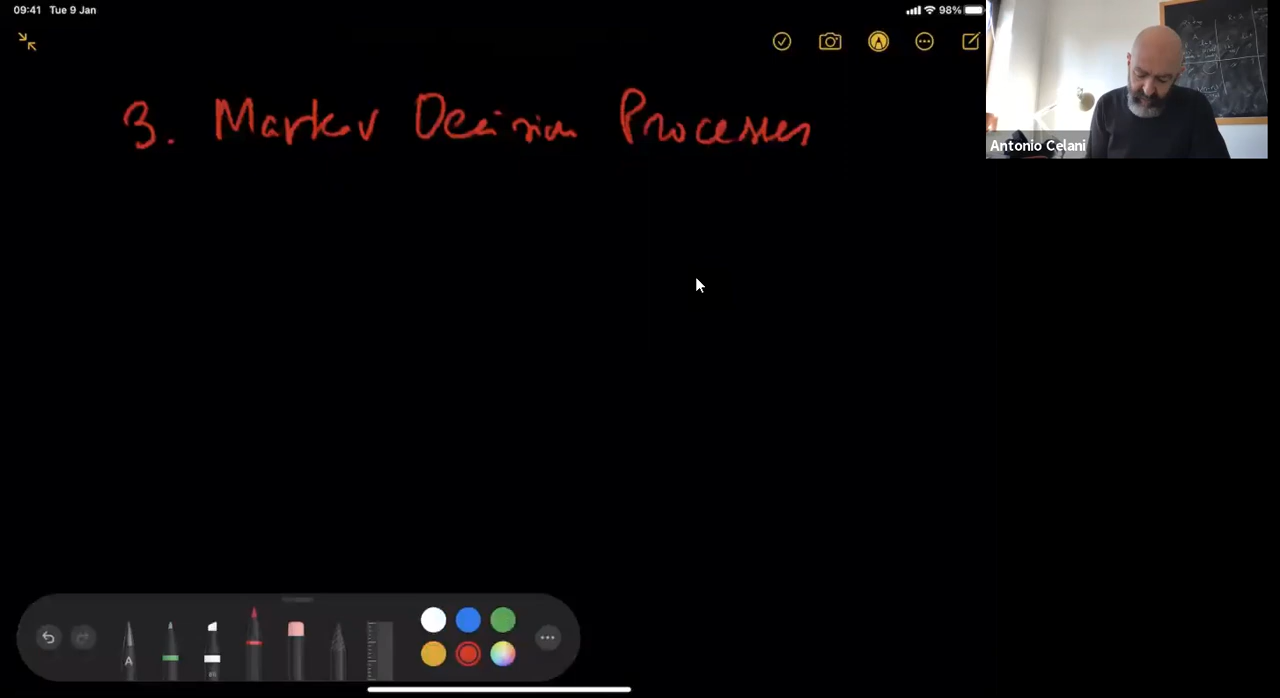 09:41 Tue 9 Jan 98%
3. Markov Decision Processes
Antonio Celani
A